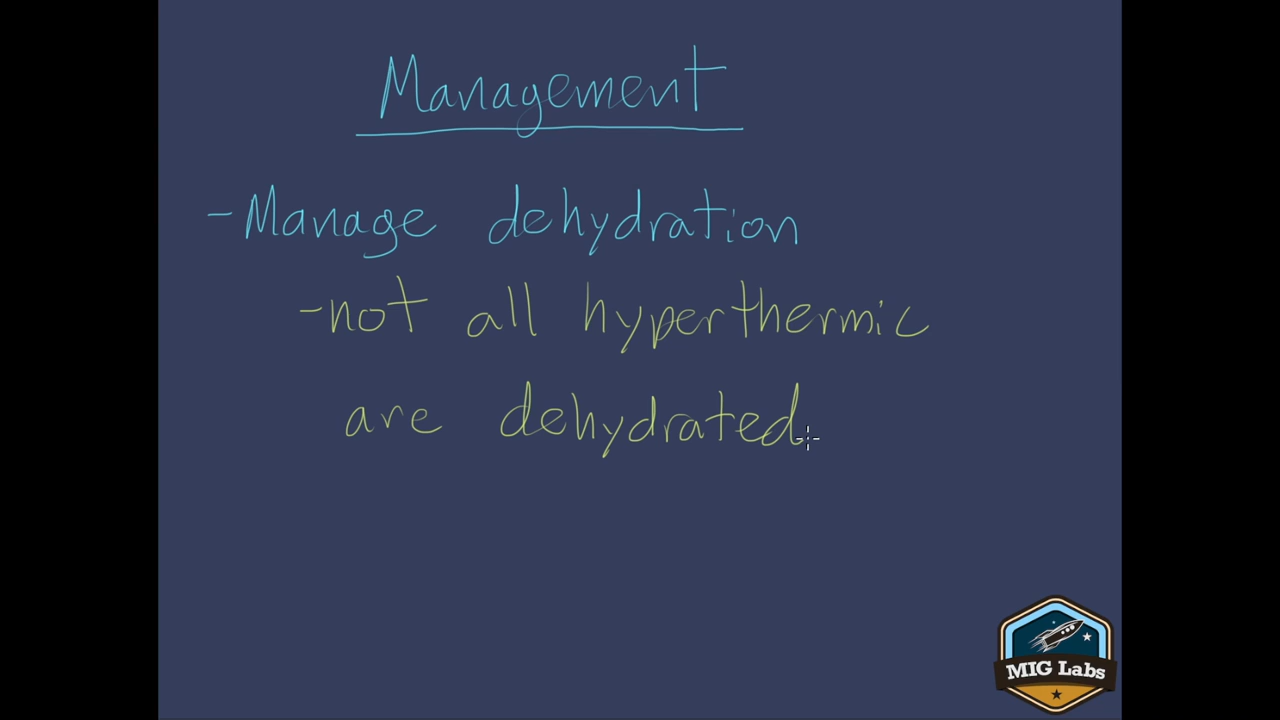 Management
-Manage dehydration
-not all hyperthermic
are dehydrated
MIG Labs